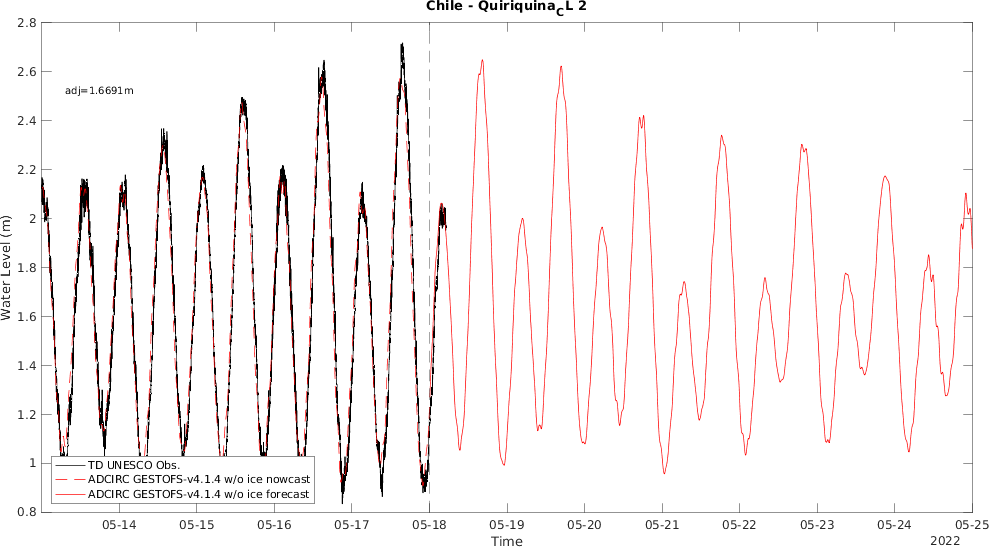 Chile - Quiriquina_CL 2
2.8
2.6
2.4
2.2
2
1.8
1.6
1.4
1.2
1
0.8
Water Level (m)
adj=1.6691m
TD UNESCO Obs.
ADCIRC GESTOFS-v4.1.4 w/o ice nowcast
ADCIRC GESTOFS-v4.1.4 w/o ice forecast
05-14 05-15 05-16 05-17 05-18 05-19 05-20 05-21 05-22 05-23 05-24 05-25
Time
2022